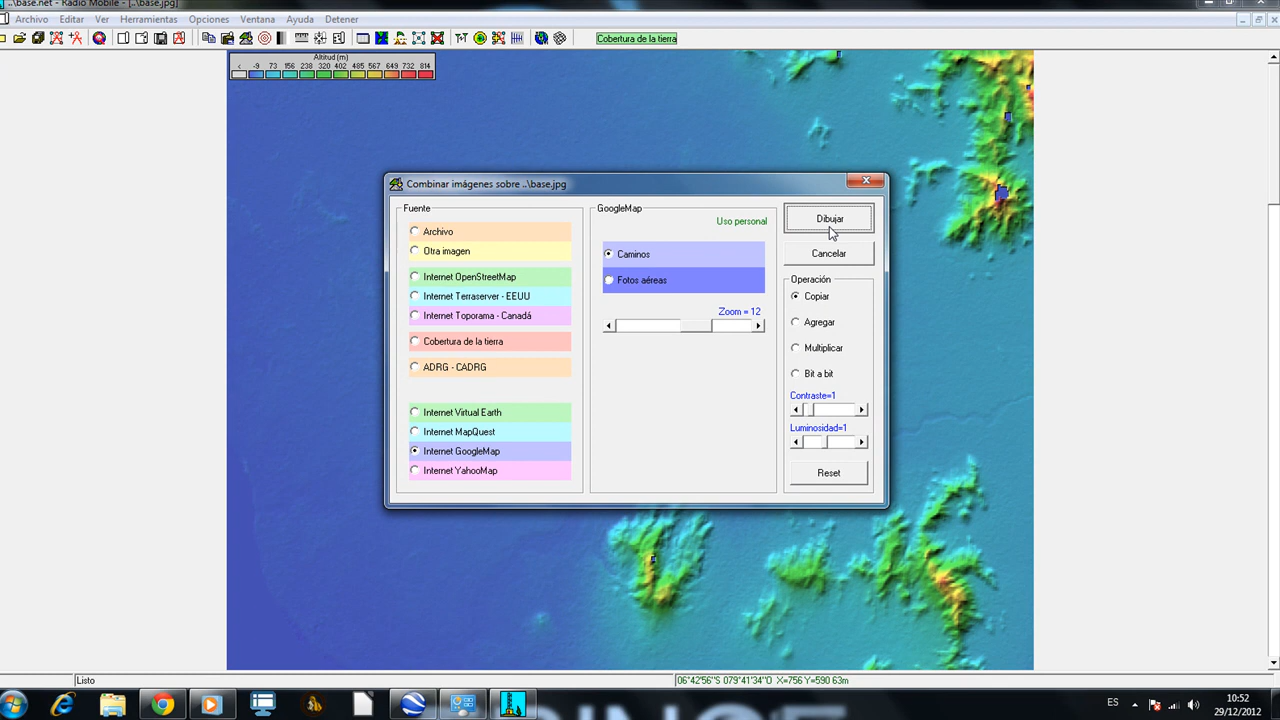 ..\base.net - Radio Mobile - [..\base.jpg]
Archivo Editar Ver Herramientas Opciones Ventana Ayuda Detener
Cobertura de la tierra
Altitud (m)
< -9 73 156 238 320 402 485 567 649 732 814
Combinar imágenes sobre ..\base.jpg
Fuente
Archivo
Otra imagen
Internet OpenStreetMap
Internet Terraserver - EEUU
Internet Toporama - Canadá
Cobertura de la tierra
ADRG - CADRG
Internet Virtual Earth
Internet MapQuest
Internet GoogleMap
Internet YahooMap
GoogleMap
Uso personal
Caminos
Fotos aéreas
Zoom = 12
Dibujar
Cancelar
Operación
Copiar
Agregar
Multiplicar
Bit a bit
Contraste=1
Luminosidad=1
Reset
Listo
06°42'56''S 079°41'34''O X=756 Y=590 63m
ES
10:52
29/12/2012